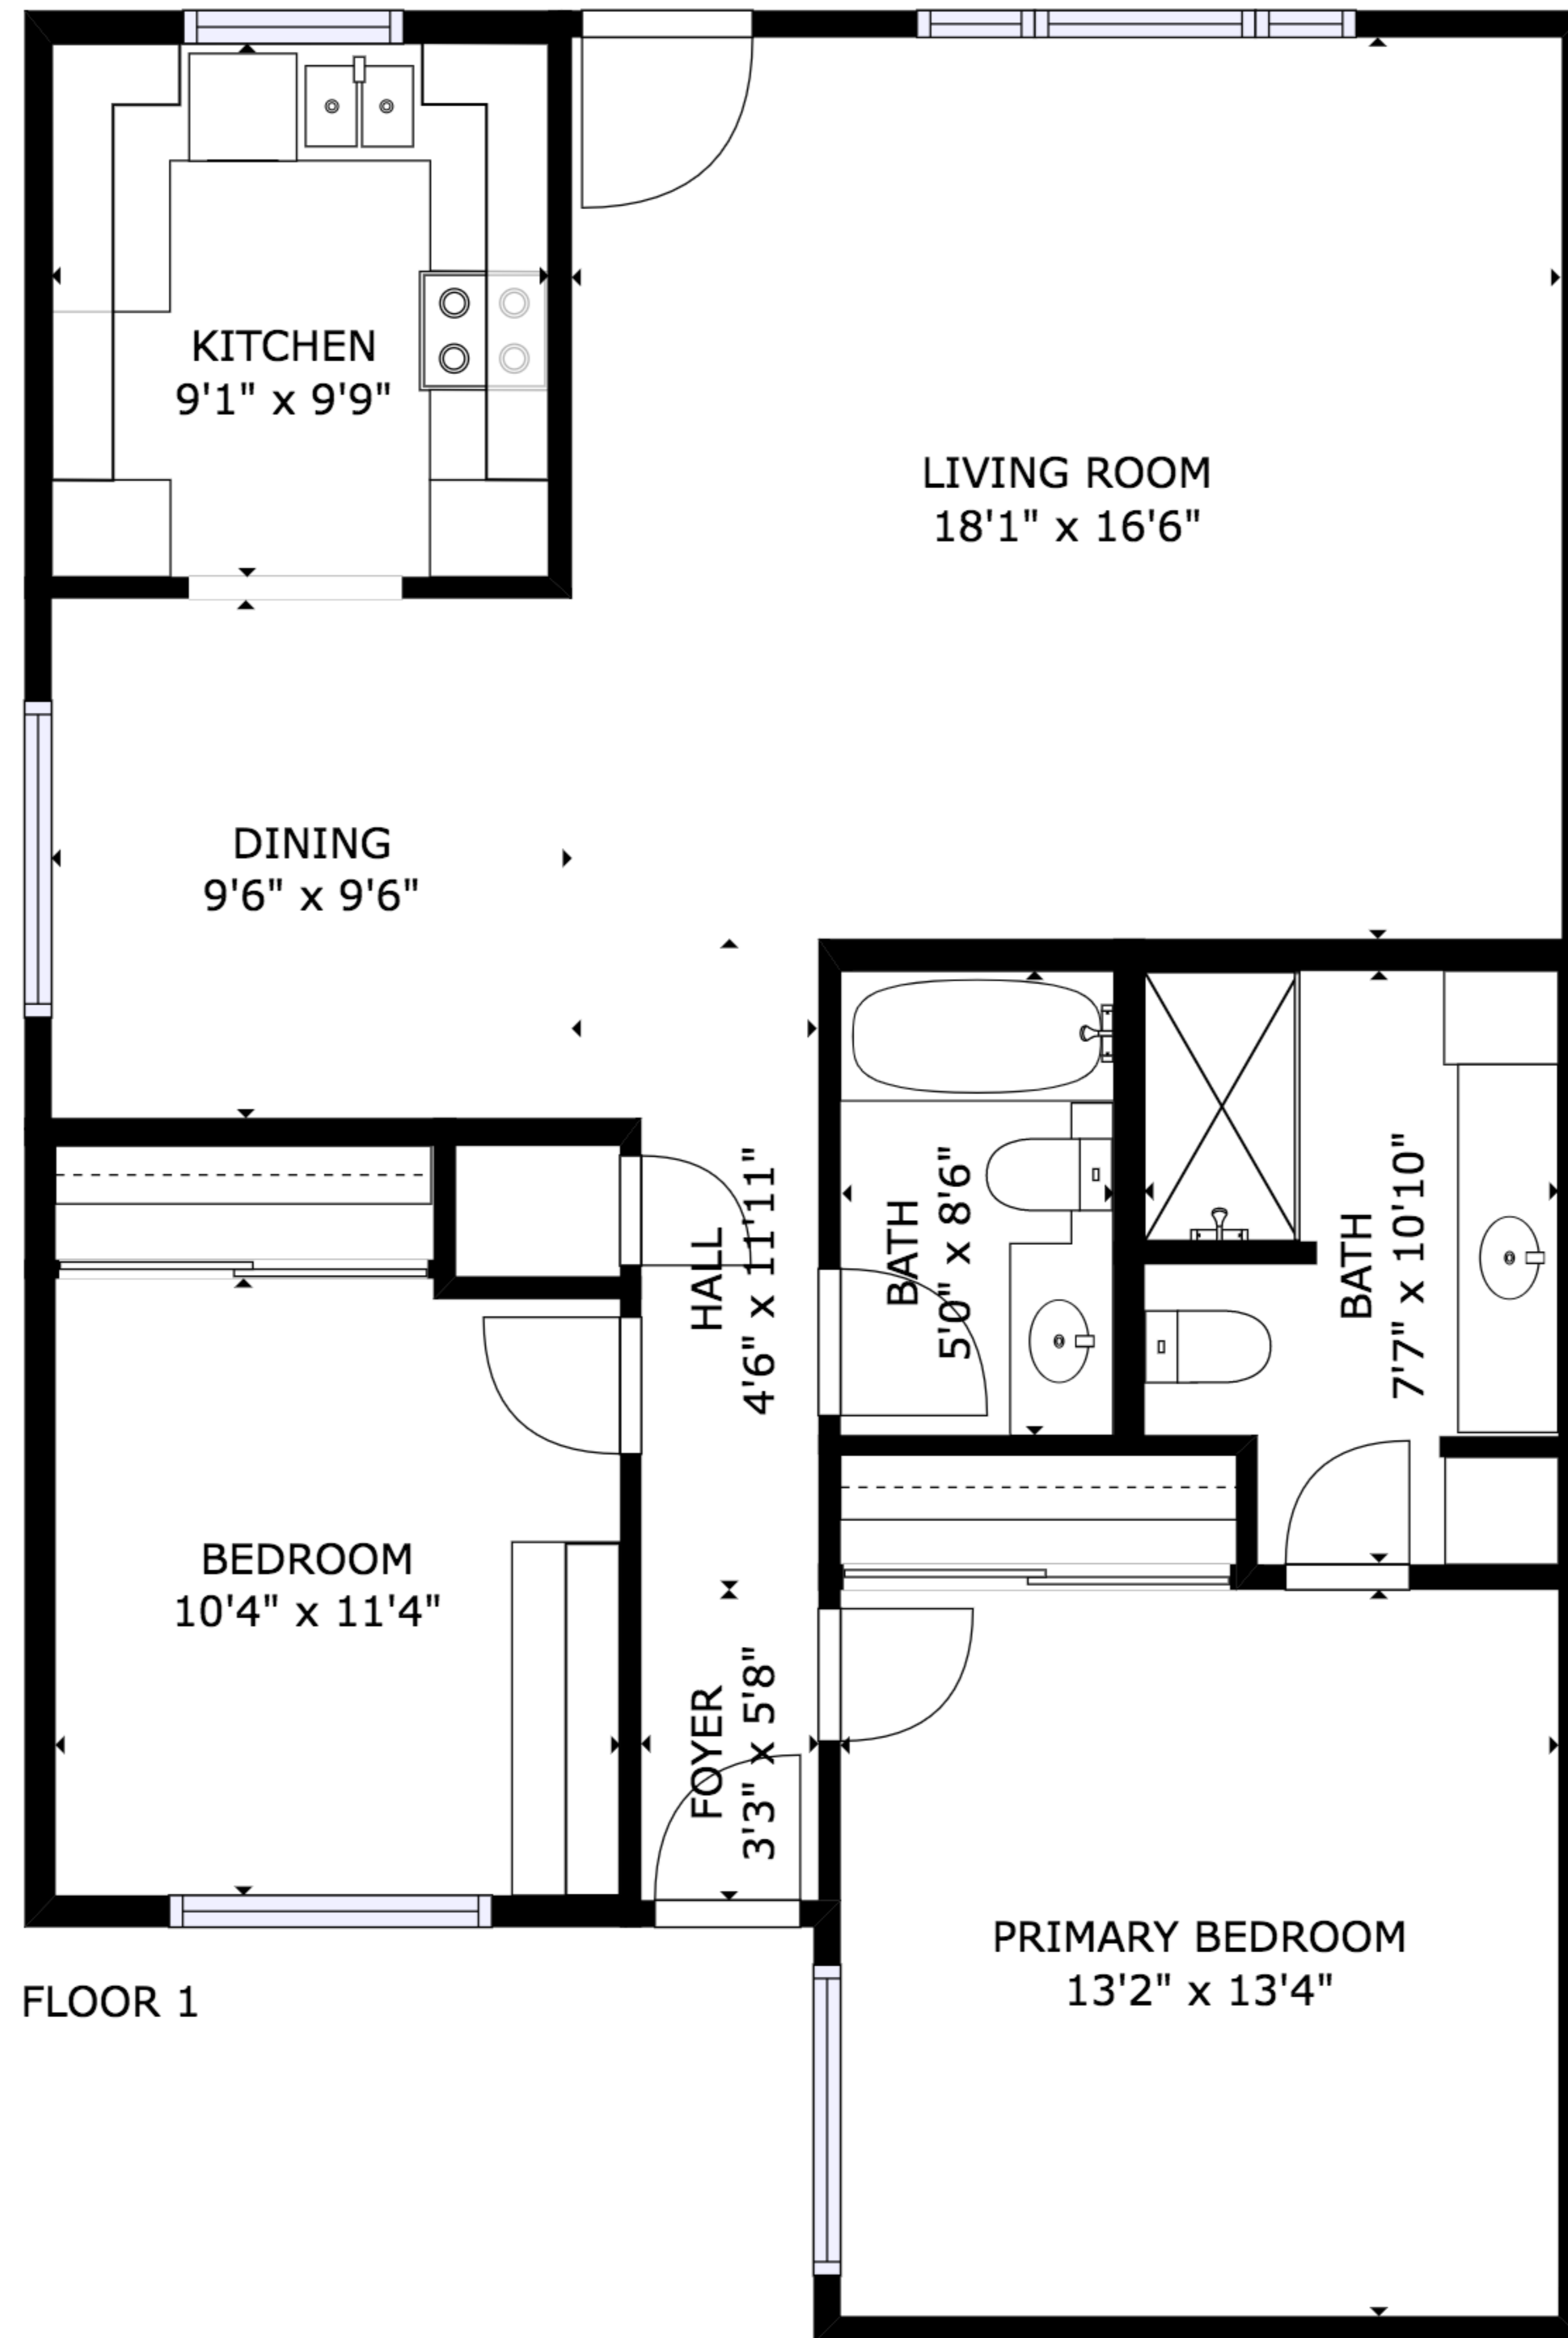 KITCHEN
9'1" x 9'9"
LIVING ROOM
18'1" x 16'6"
DINING
9'6" x 9'6"
HALL
4'6" x 11'11"
BATH
5'0" x 8'6"
BATH
7'7" x 10'10"
BEDROOM
10'4" x 11'4"
FOYER
3'3" x 5'8"
PRIMARY BEDROOM
13'2" x 13'4"
FLOOR 1